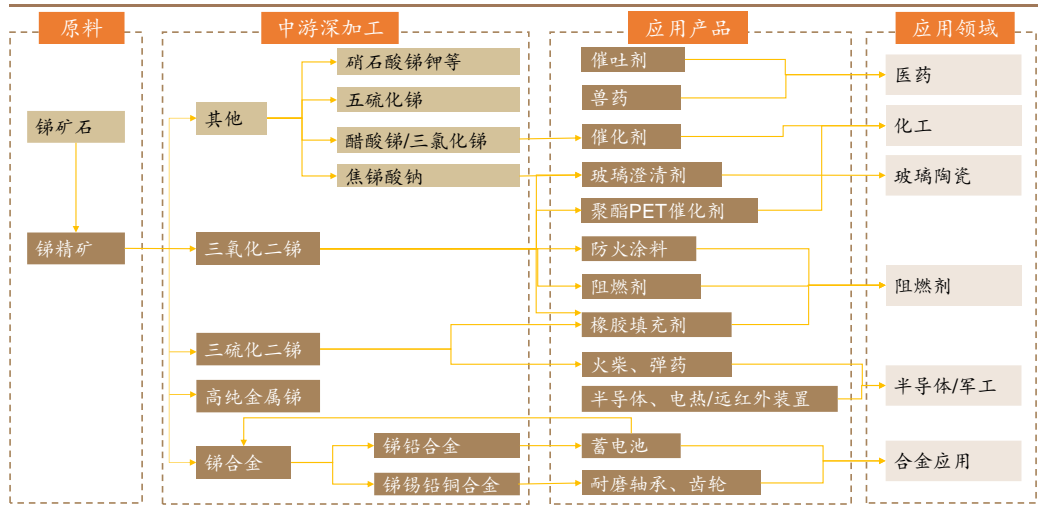 原料
中游深加工
应用产品
应用领域
锑矿石
锑精矿
其他
硝石酸锑钾等
五硫化锑
醋酸锑/三氯化锑
焦锑酸钠
三氧化二锑
三硫化二锑
高纯金属锑
锑合金
锑铅合金
锑锡铅铜合金
催吐剂
兽药
催化剂
玻璃澄清剂
聚酯PET催化剂
防火涂料
阻燃剂
橡胶填充剂
火柴、弹药
半导体、电热/远红外装置
蓄电池
耐磨轴承、齿轮
医药
化工
玻璃陶瓷
阻燃剂
半导体/军工
合金应用